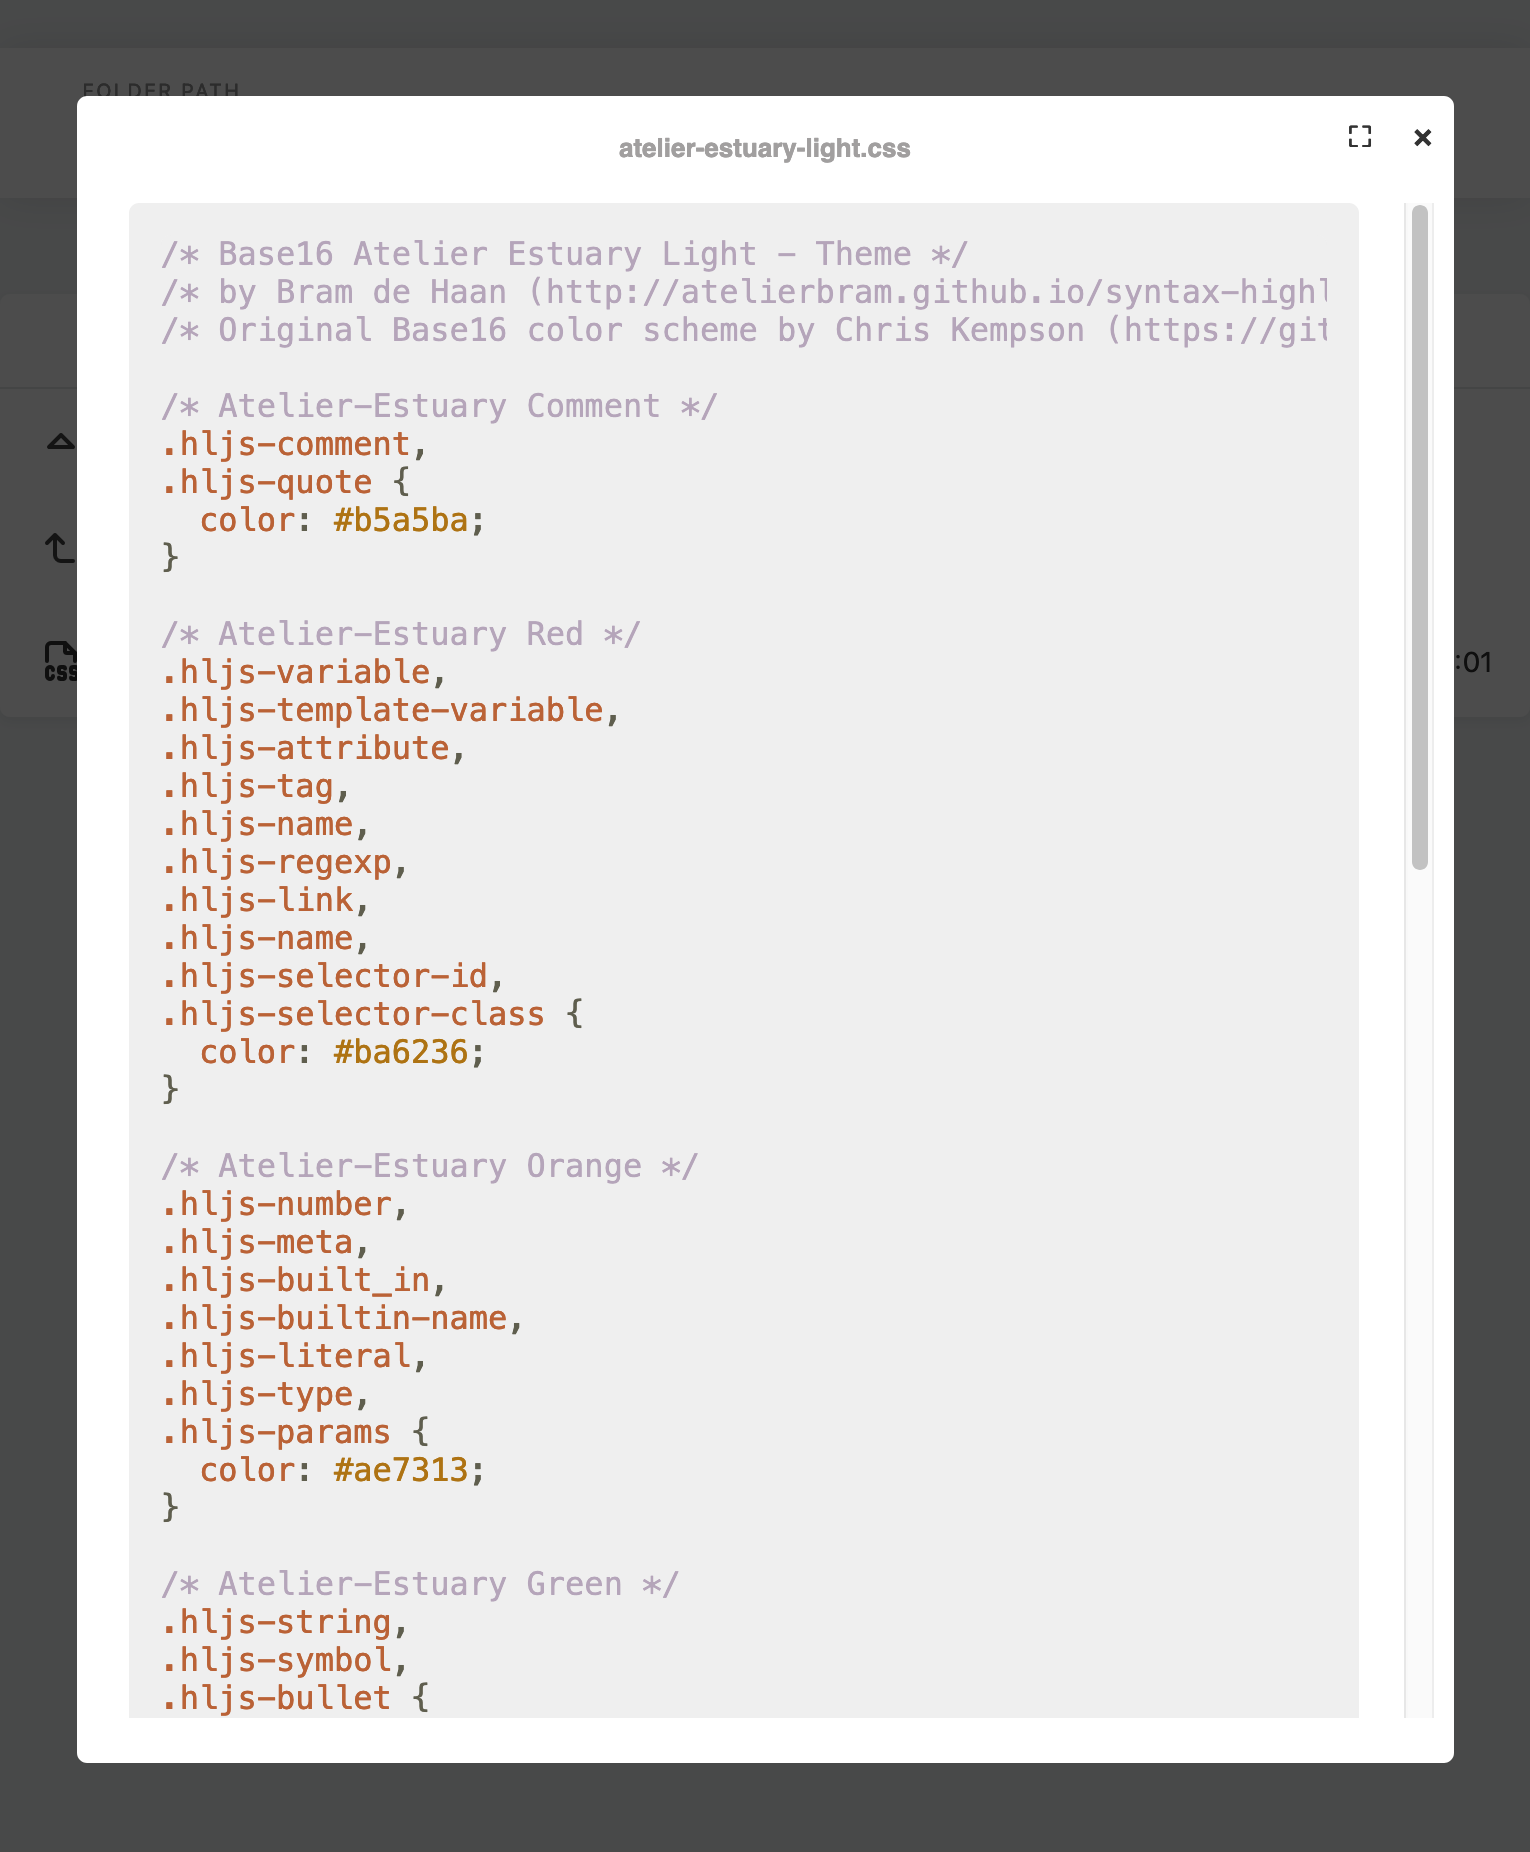 FOLDER PATH
atelier-estuary-light.css
/* Base16 Atelier Estuary Light - Theme */
/* by Bram de Haan (http://atelierbram.github.io/syntax-highl
/* Original Base16 color scheme by Chris Kempson (https://git

/* Atelier-Estuary Comment */
.hljs-comment,
.hljs-quote {
  color: #b5a5ba;
}

/* Atelier-Estuary Red */
.hljs-variable,
.hljs-template-variable,
.hljs-attribute,
.hljs-tag,
.hljs-name,
.hljs-regexp,
.hljs-link,
.hljs-name,
.hljs-selector-id,
.hljs-selector-class {
  color: #ba6236;
}

/* Atelier-Estuary Orange */
.hljs-number,
.hljs-meta,
.hljs-built_in,
.hljs-builtin-name,
.hljs-literal,
.hljs-type,
.hljs-params {
  color: #ae7313;
}

/* Atelier-Estuary Green */
.hljs-string,
.hljs-symbol,
.hljs-bullet {
CSS
:01